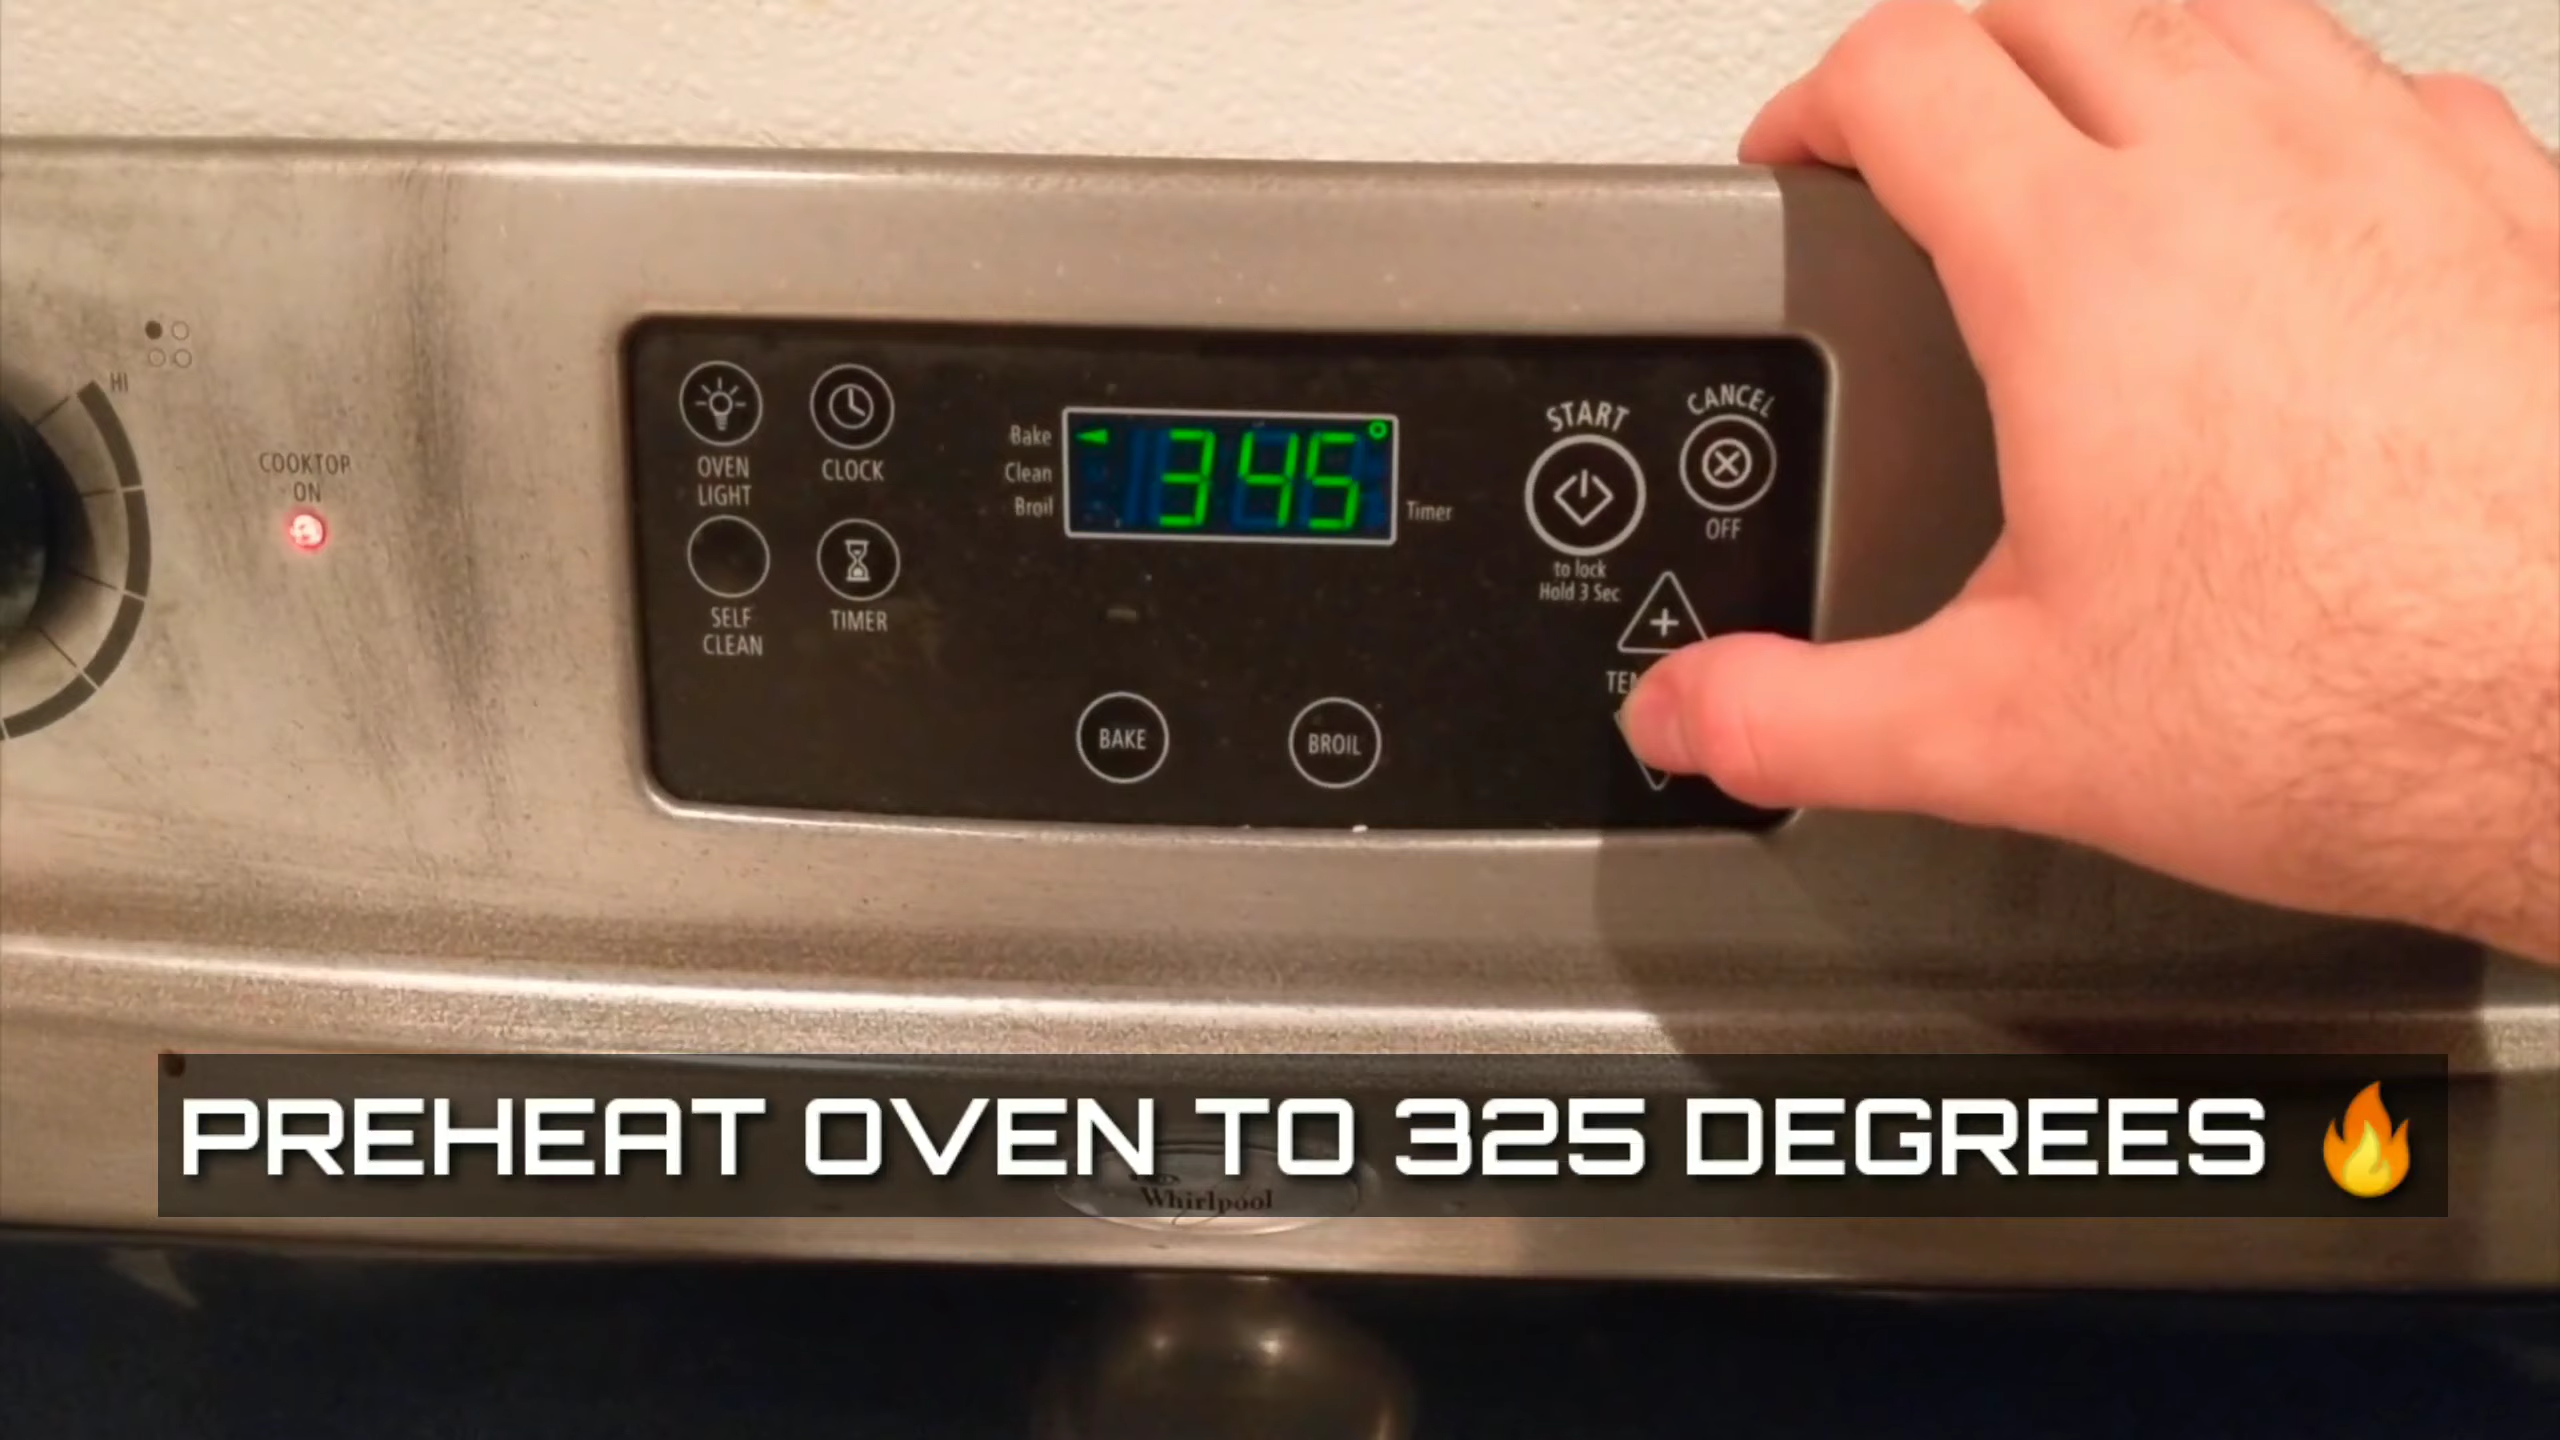 HI
COOKTOP
ON
OVEN
LIGHT
CLOCK
SELF
CLEAN
TIMER
Bake
Clean
Broil
345°
Timer
START
CANCEL
OFF
to lock
Hold 3 Sec
+
BAKE
BROIL
PREHEAT OVEN TO 325 DEGREES 🔥
Whirlpool